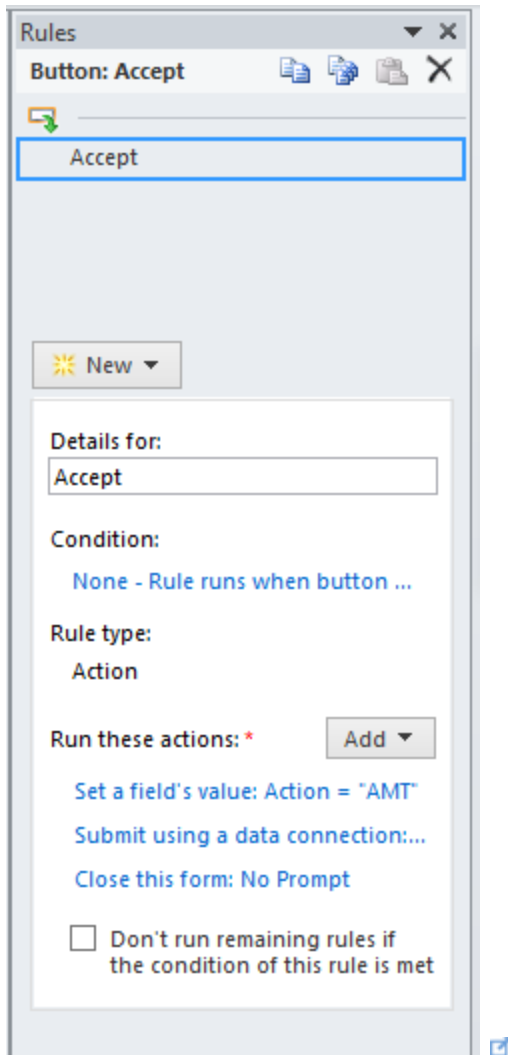 Rules
Button: Accept
Accept
New
Details for:
Accept
Condition:
None - Rule runs when button ...
Rule type:
Action
Run these actions: *
Add
Set a field's value: Action = "AMT"
Submit using a data connection:...
Close this form: No Prompt
Don't run remaining rules if
the condition of this rule is met